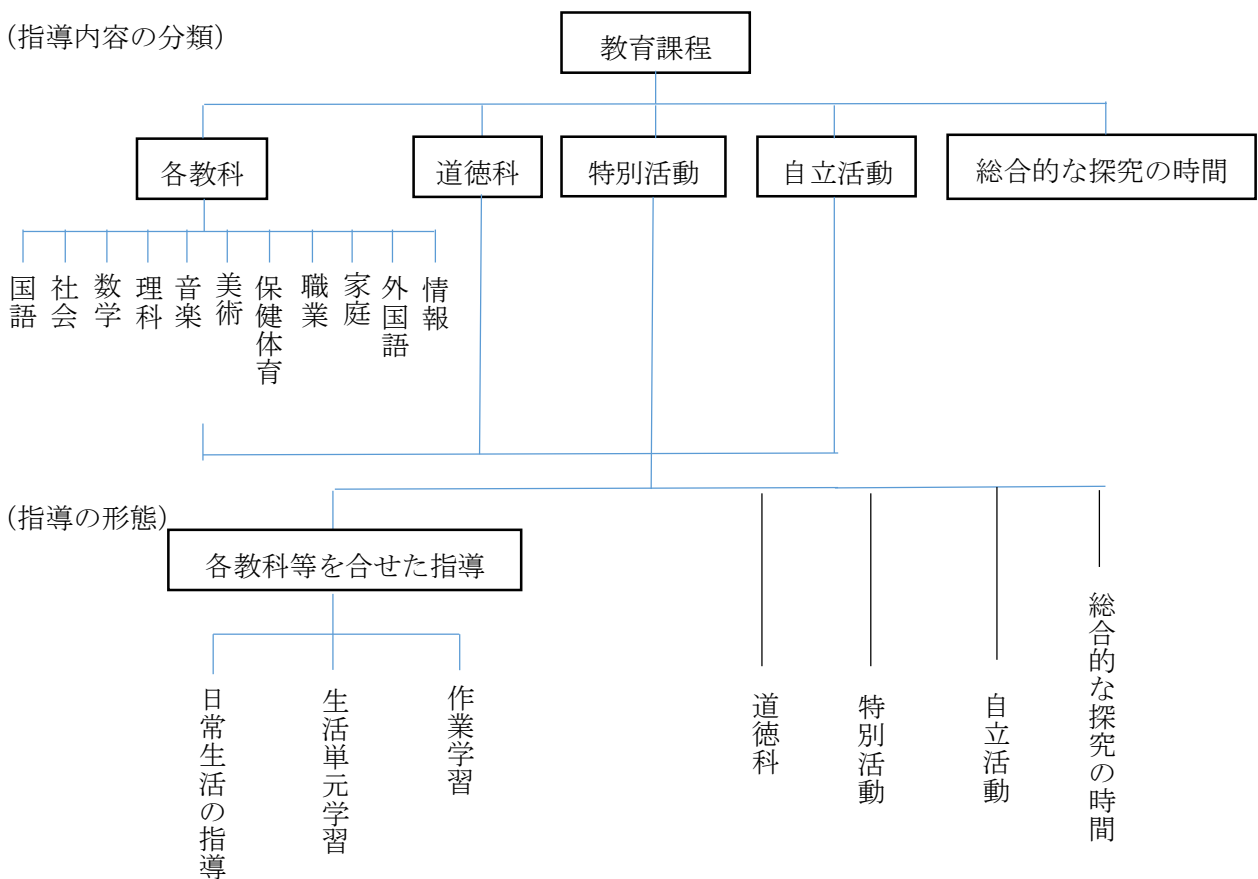 (指導内容の分類)
教育課程
各教科
道徳科
特別活動
自立活動
総合的な探究の時間
国語
社会
数学
理科
音楽
美術
保健体育
職業
家庭
外国語
情報
(指導の形態)
各教科等を合せた指導
日常生活の指導
生活単元学習
作業学習
道徳科
特別活動
自立活動
総合的な探究の時間